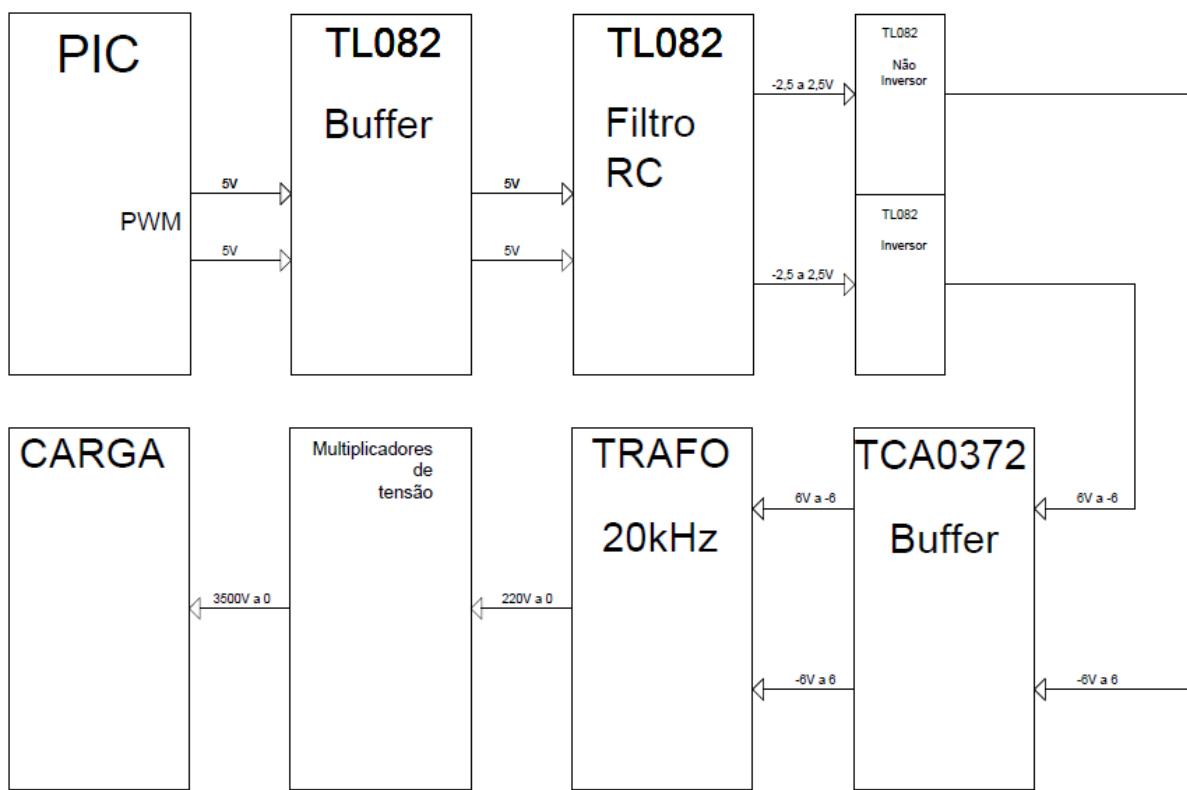 PIC
PWM
5V
5V
TL082
Buffer
5V
5V
TL082
Filtro
RC
-2,5 a 2,5V
-2,5 a 2,5V
TL082
Não
Inversor
TL082
Inversor
CARGA
3500V a 0
Multiplicadores
de
tensão
220V a 0
TRAFO
20kHz
6V a -6
-6V a 6
TCA0372
Buffer
6V a -6
-6V a 6